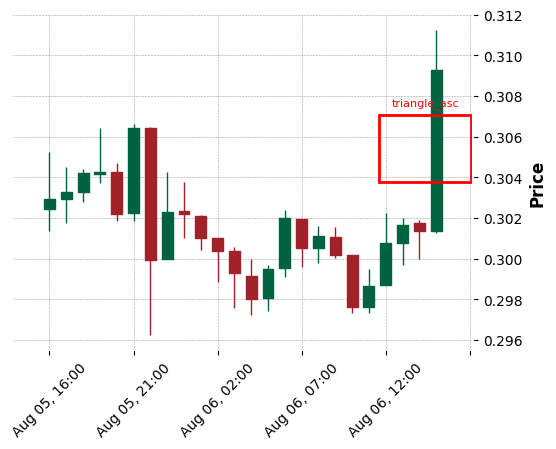 0.312
0.310
0.308
triangle_asc
0.306
0.304
Price
0.302
0.300
0.298
0.296
Aug 05, 16:00
Aug 05, 21:00
Aug 06, 02:00
Aug 06, 07:00
Aug 06, 12:00